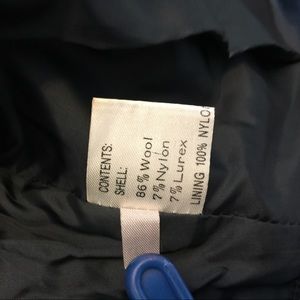 CONTENTS:
SHELL:
86% Wool
7% Nylon
7% Lurex
LINING 100% NYLO